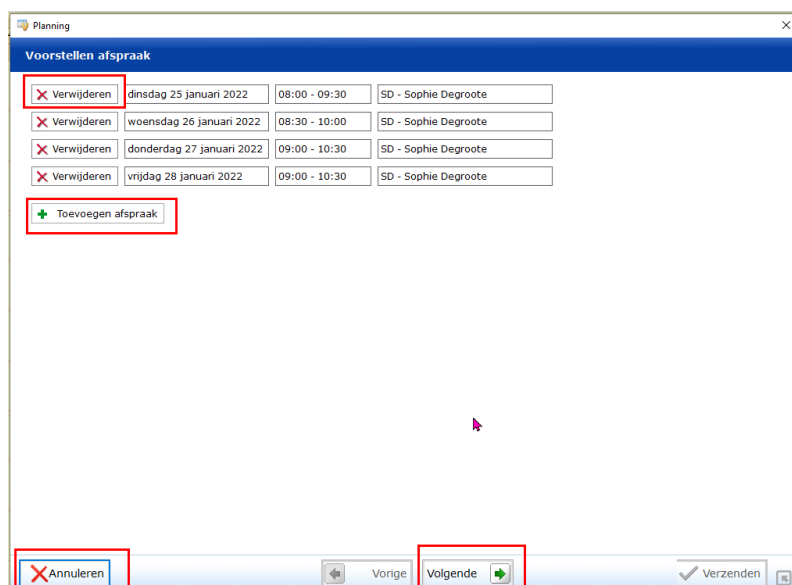 Planning
Voorstellen afspraak
Verwijderen dinsdag 25 januari 2022 08:00 - 09:30 SD - Sophie Degroote
Verwijderen woensdag 26 januari 2022 08:30 - 10:00 SD - Sophie Degroote
Verwijderen donderdag 27 januari 2022 09:00 - 10:30 SD - Sophie Degroote
Verwijderen vrijdag 28 januari 2022 09:00 - 10:30 SD - Sophie Degroote
Toevoegen afspraak
Annuleren Vorige Volgende Verzenden